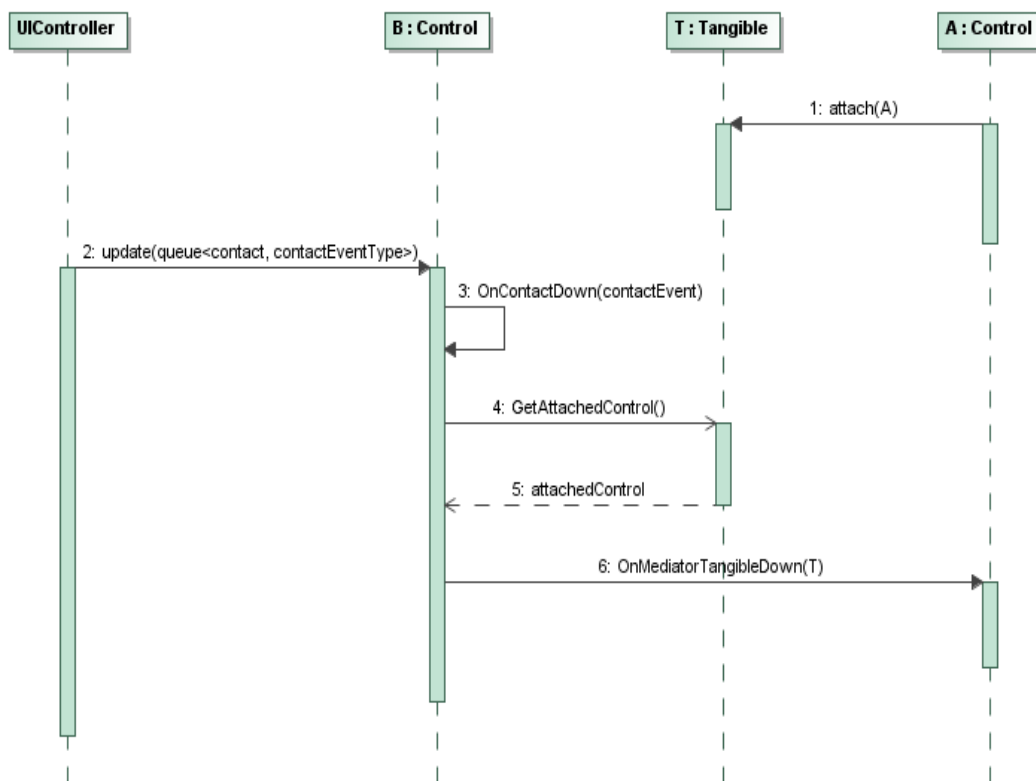 UIController
B : Control
T : Tangible
A : Control
1: attach(A)
2: update(queue<contact, contactEventType>)
3: OnContactDown(contactEvent)
4: GetAttachedControl()
5: attachedControl
6: OnMediatorTangibleDown(T)